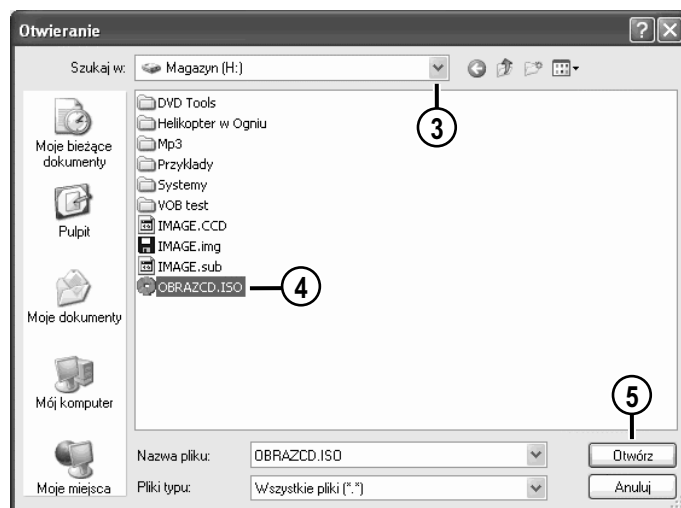 Otwieranie
Szukaj w:
Magazyn (H:)
3
DVD Tools
Helikopter w Ogniu
Mp3
Przyklady
Systemy
VOB test
IMAGE.CCD
IMAGE.img
IMAGE.sub
OBRAZCD.ISO
4
Moje bieżące
dokumenty
Pulpit
Moje dokumenty
Mój komputer
Moje miejsca
5
Nazwa pliku:
OBRAZCD.ISO
Otwórz
Pliki typu:
Wszystkie pliki (*.*)
Anuluj